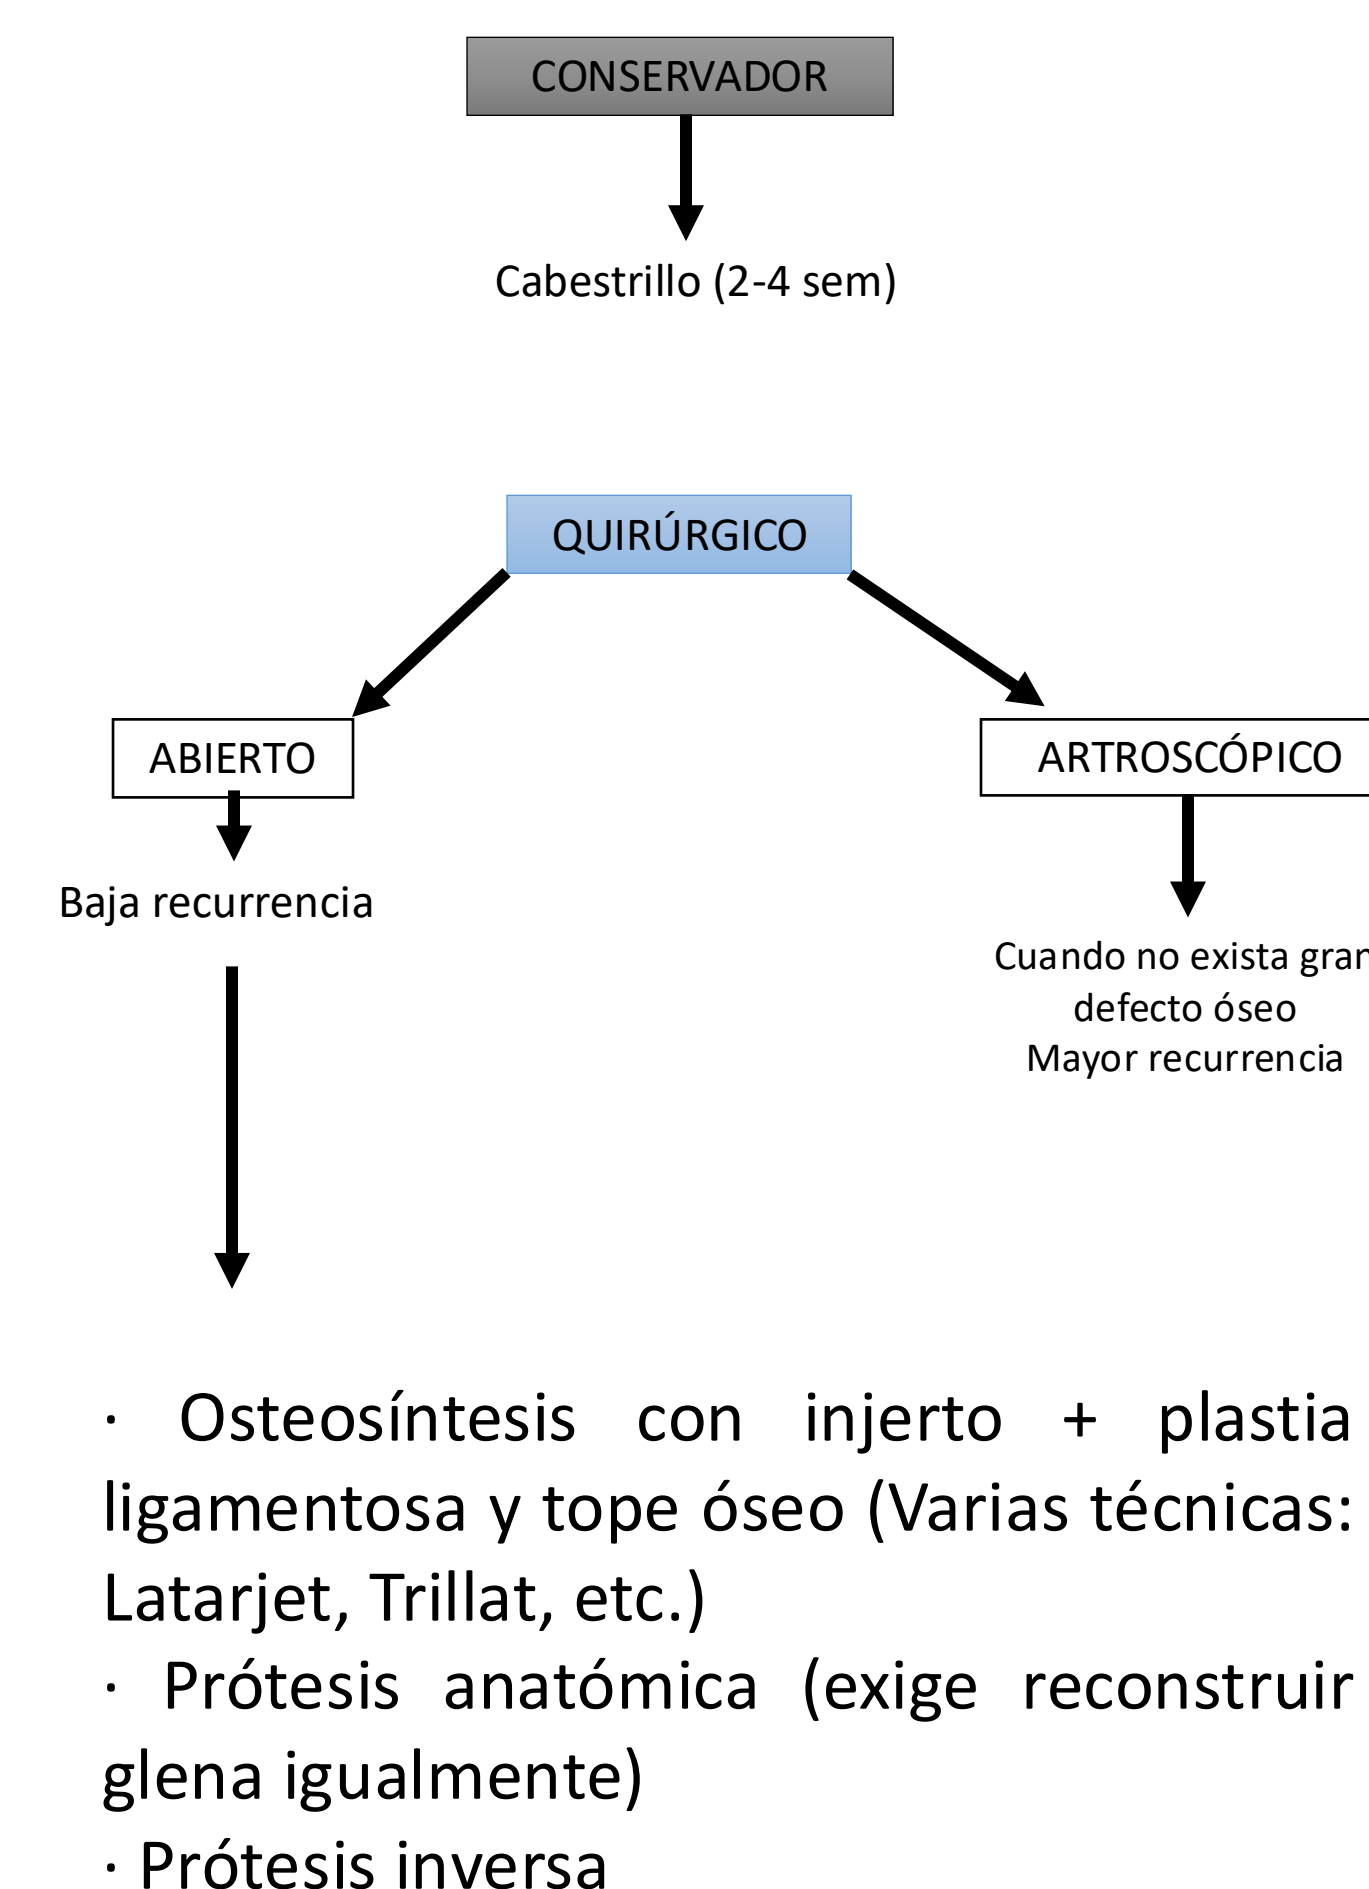 CONSERVADOR
Cabestrillo (2-4 sem)
QUIRÚRGICO
ABIERTO
ARTROSCÓPICO
Baja recurrencia
Cuando no exista gran
defecto óseo
Mayor recurrencia
· Osteosíntesis con injerto + plastia
ligamentosa y tope óseo (Varias técnicas:
Latarjet, Trillat, etc.)
· Prótesis anatómica (exige reconstruir
glena igualmente)
· Prótesis inversa